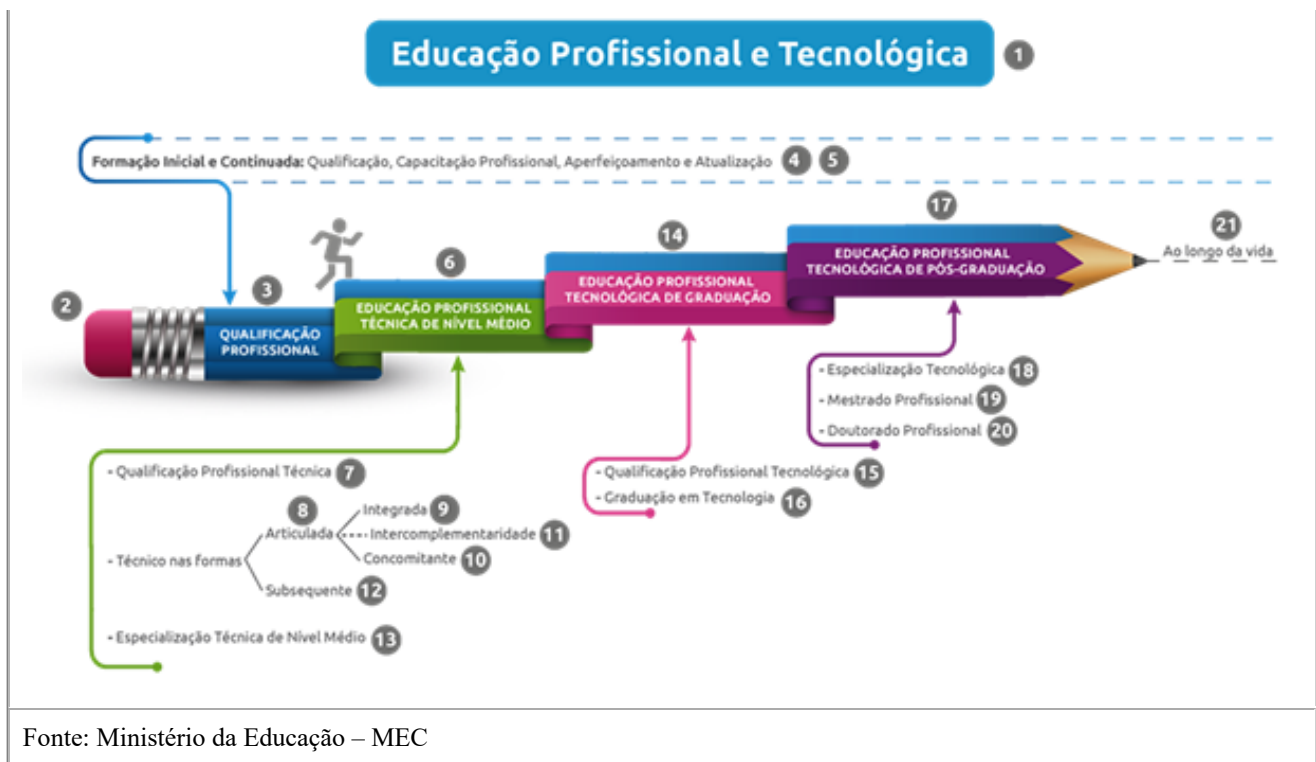 Educação Profissional e Tecnológica 1
Formação Inicial e Continuada: Qualificação, Capacitação Profissional, Aperfeiçoamento e Atualização 4 5
2
3
QUALIFICAÇÃO
PROFISSIONAL
6
EDUCAÇÃO PROFISSIONAL
TÉCNICA DE NÍVEL MÉDIO
14
EDUCAÇÃO PROFISSIONAL
TECNOLÓGICA DE GRADUAÇÃO
17
EDUCAÇÃO PROFISSIONAL
TECNOLÓGICA DE PÓS-GRADUAÇÃO
21
Ao longo da vida
- Qualificação Profissional Técnica 7
- Técnico nas formas
8
Articulada
Integrada 9
Intercomplementaridade 11
Concomitante 10
Subsequente 12
- Especialização Técnica de Nível Médio 13
- Qualificação Profissional Tecnológica 15
- Graduação em Tecnologia 16
- Especialização Tecnológica 18
- Mestrado Profissional 19
- Doutorado Profissional 20
Fonte: Ministério da Educação – MEC